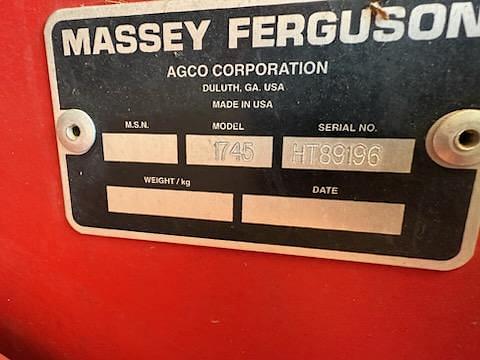 MASSEY FERGUSON
AGCO CORPORATION
DULUTH, GA. USA
MADE IN USA
M.S.N. MODEL SERIAL NO.
1745 HT89196
WEIGHT / kg DATE